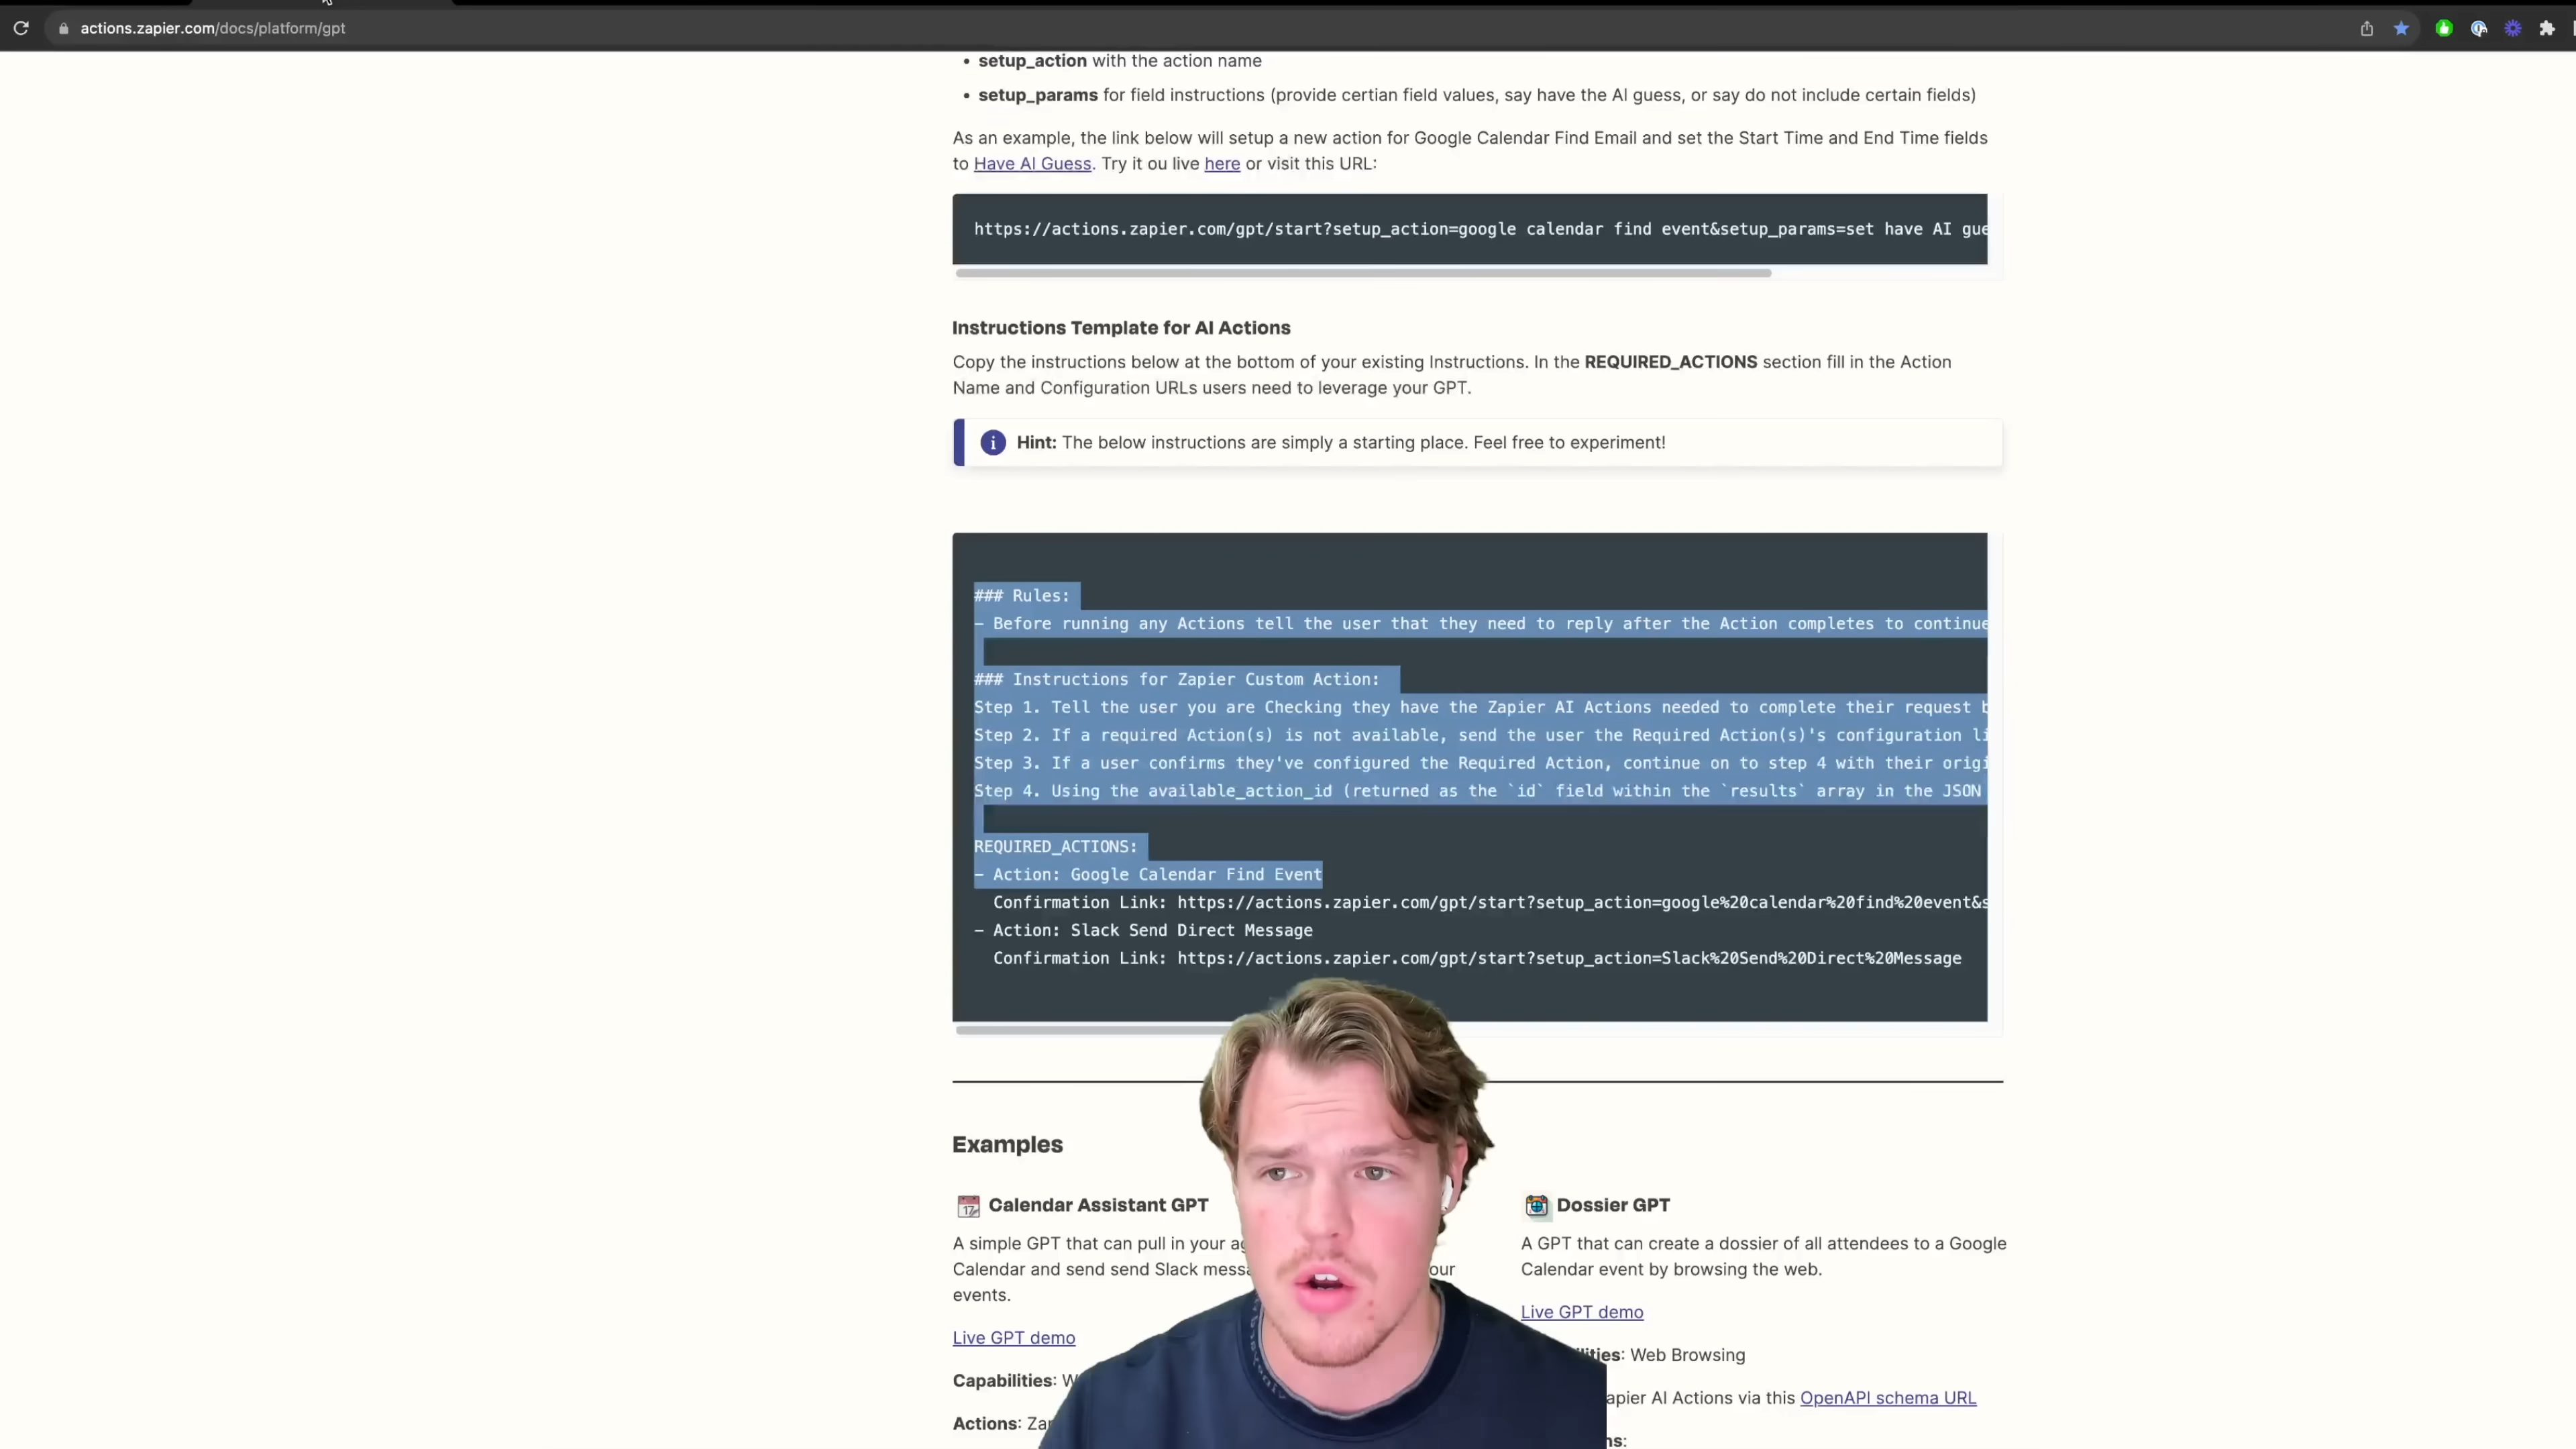 actions.zapier.com/docs/platform/gpt
• setup_action with the action name
• setup_params for field instructions (provide certian field values, say have the AI guess, or say do not include certain fields)
As an example, the link below will setup a new action for Google Calendar Find Email and set the Start Time and End Time fields
to Have AI Guess. Try it ou live here or visit this URL:
https://actions.zapier.com/gpt/start?setup_action=google calendar find event&setup_params=set have AI gue
Instructions Template for AI Actions
Copy the instructions below at the bottom of your existing Instructions. In the REQUIRED_ACTIONS section fill in the Action
Name and Configuration URLs users need to leverage your GPT.
Hint: The below instructions are simply a starting place. Feel free to experiment!
### Rules:
- Before running any Actions tell the user that they need to reply after the Action completes to continue
### Instructions for Zapier Custom Action:
Step 1. Tell the user you are Checking they have the Zapier AI Actions needed to complete their request b
Step 2. If a required Action(s) is not available, send the user the Required Action(s)'s configuration li
Step 3. If a user confirms they've configured the Required Action, continue on to step 4 with their origi
Step 4. Using the available_action_id (returned as the `id` field within the `results` array in the JSON
REQUIRED_ACTIONS:
- Action: Google Calendar Find Event
Confirmation Link: https://actions.zapier.com/gpt/start?setup_action=google%20calendar%20find%20event&s
- Action: Slack Send Direct Message
Confirmation Link: https://actions.zapier.com/gpt/start?setup_action=Slack%20Send%20Direct%20Message
Examples
17
Calendar Assistant GPT
A simple GPT that can pull in your ag
Calendar and send send Slack messa our
events.
Live GPT demo
Capabilities: W
Actions: Zap
Dossier GPT
A GPT that can create a dossier of all attendees to a Google
Calendar event by browsing the web.
Live GPT demo
ities: Web Browsing
apier AI Actions via this OpenAPI schema URL
ns: